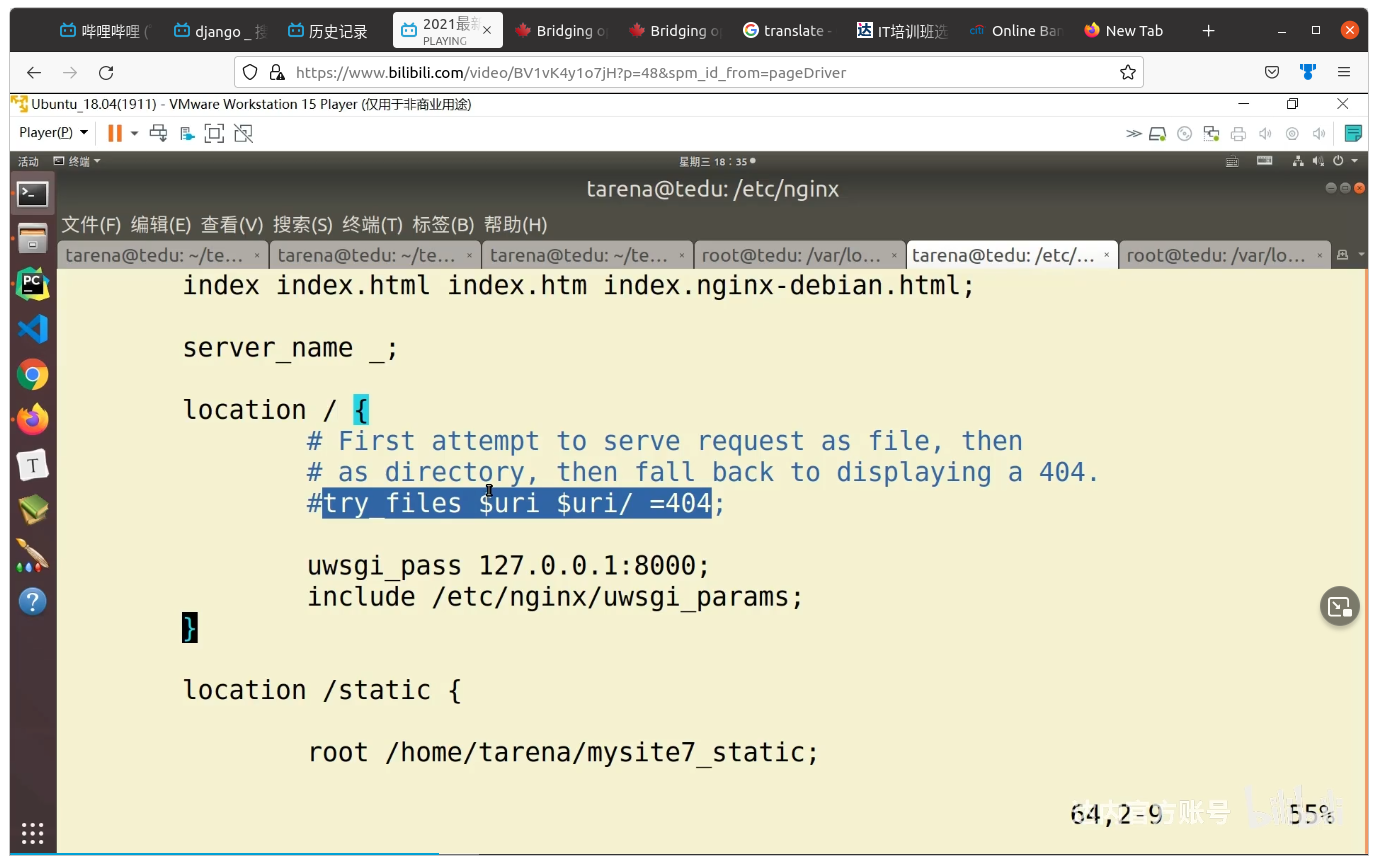 哔哩哔哩 (
django _ 搜
历史记录
2021最新
PLAYING
Bridging o
Bridging o
translate -
IT培训班选
citi Online Ban
New Tab
https://www.bilibili.com/video/BV1vK4y1o7jH?p=48&spm_id_from=pageDriver
Ubuntu_18.04(1911) - VMware Workstation 15 Player (仅用于非商业用途)
Player(P)
活动 终端 星期三 18：35
tarena@tedu: /etc/nginx
文件(F) 编辑(E) 查看(V) 搜索(S) 终端(T) 标签(B) 帮助(H)
tarena@tedu: ~/te... tarena@tedu: ~/te... tarena@tedu: ~/te... root@tedu: /var/lo... tarena@tedu: /etc/... root@tedu: /var/lo...
index index.html index.htm index.nginx-debian.html;
server_name _;
location / {
# First attempt to serve request as file, then
# as directory, then fall back to displaying a 404.
#try_files $uri $uri/ =404;
uwsgi_pass 127.0.0.1:8000;
include /etc/nginx/uwsgi_params;
}
location /static {
root /home/tarena/mysite7_static;
64,2-9 55%
官方账号
PC
T